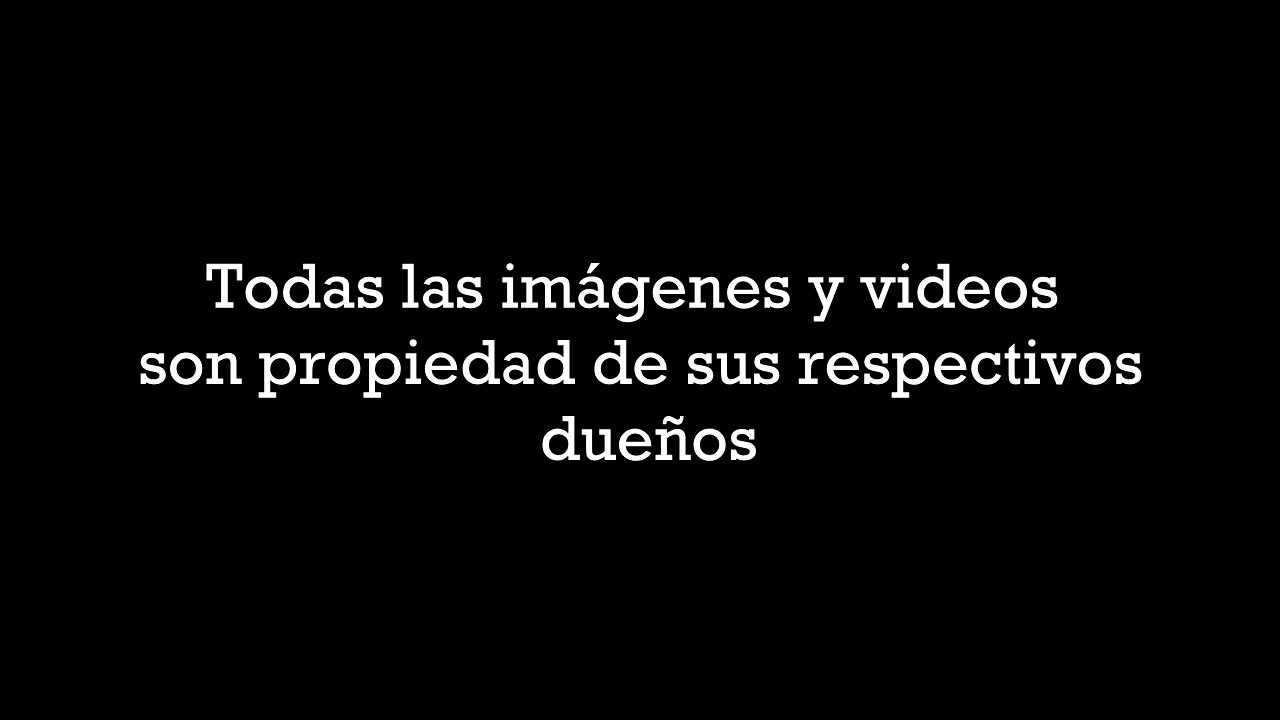 Todas las imágenes y videos
son propiedad de sus respectivos
dueños